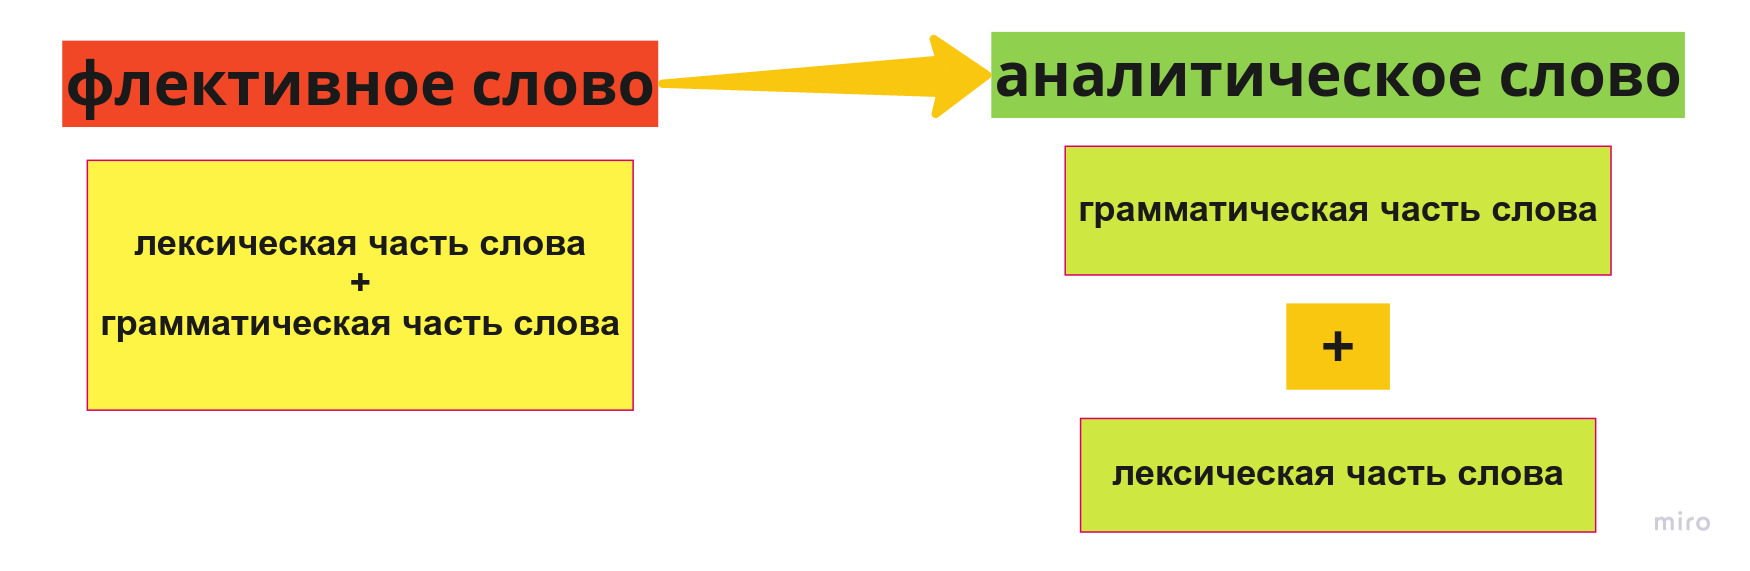 флективное слово
аналитическое слово
лексическая часть слова
+
грамматическая часть слова
грамматическая часть слова
+
лексическая часть слова
miro